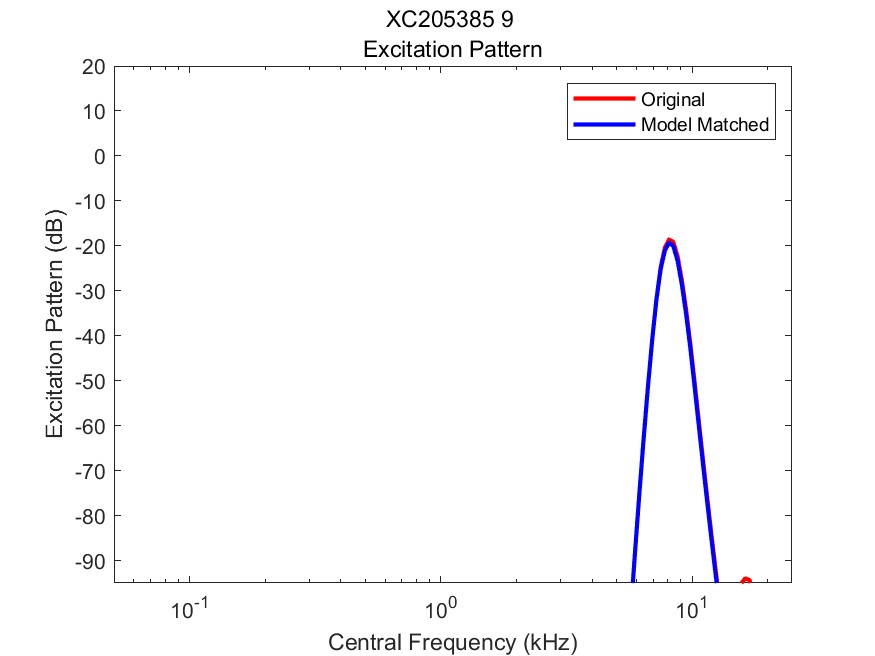 XC205385 9
Excitation Pattern
Original
Model Matched
20
10
0
-10
-20
-30
-40
-50
-60
-70
-80
-90
Excitation Pattern (dB)
10^-1
10^0
10^1
Central Frequency (kHz)